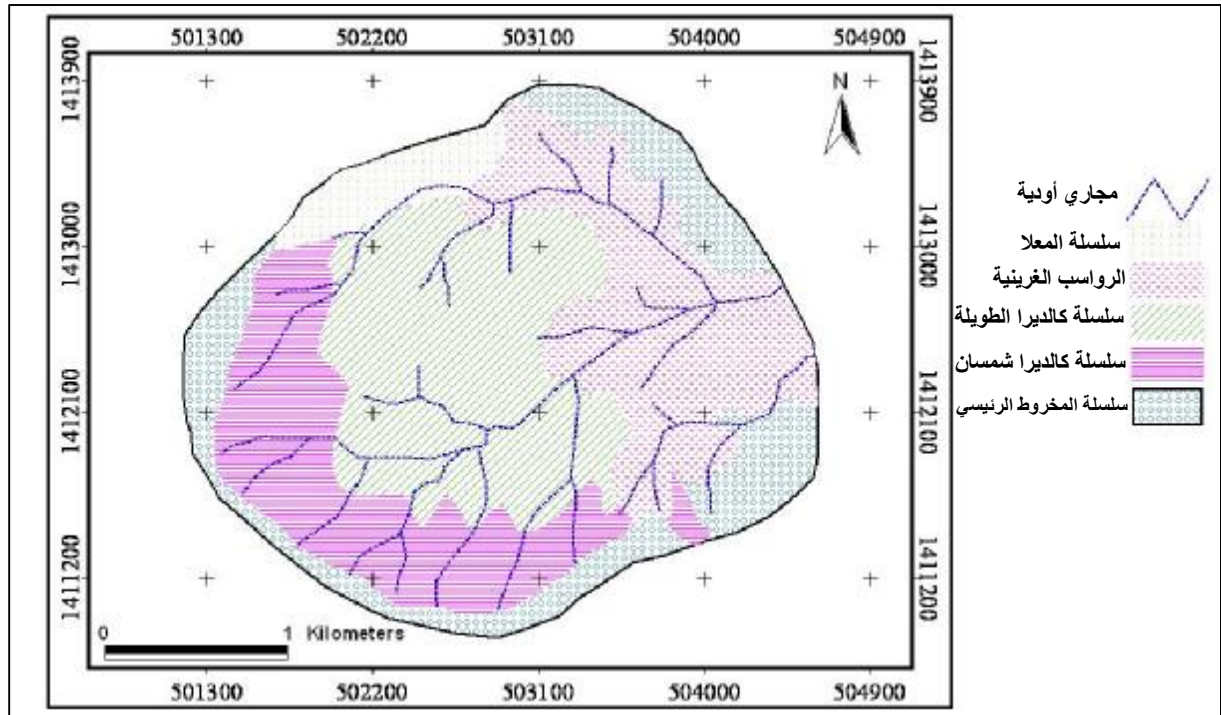 501300 502200 503100 504000 504900
1413900
1413900
N
1413000
1413000
1412100
1412100
1411200
1411200
0 1 Kilometers
501300 502200 503100 504000 504900
مجاري أودية
سلسلة المعلا
الرواسب الغرينية
سلسلة كالديرا الطويلة
سلسلة كالديرا شمسان
سلسلة المخروط الرئيسي